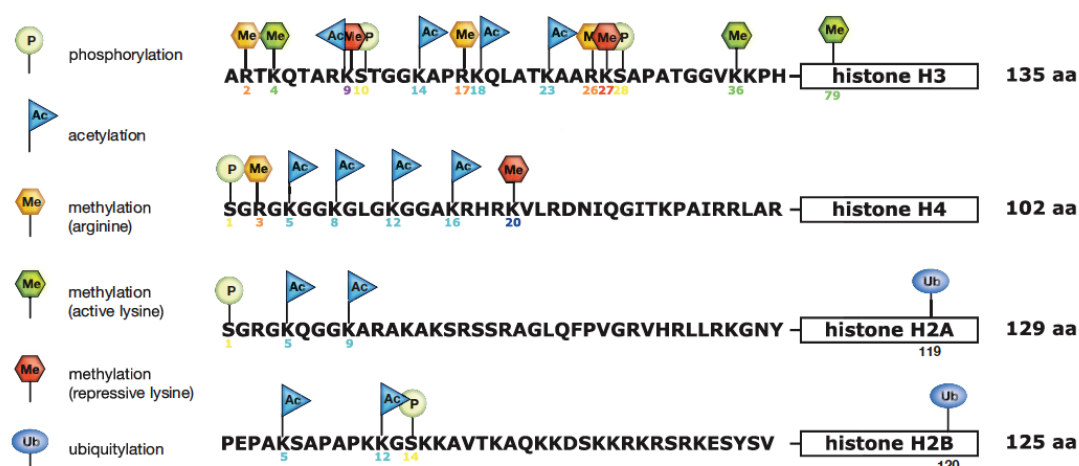 P
phosphorylation
Ac
acetylation
Me
methylation
(arginine)
Me
methylation
(active lysine)
Me
methylation
(repressive lysine)
Ub
ubiquitylation
Me Me Ac Me P Ac Me Ac Ac Me Me P Me Me
ARTKQTARKSTGGKAPRKQLATKAARKSAPATGGVKKPH histone H3 135 aa
2 4 9 10 14 17 18 23 26 27 28 36 79
P Me Ac Ac Ac Ac Me
SGRGKGGKGLGKGGAKRHRKVLRDNIQGITKPAIRRLAR histone H4 102 aa
1 3 5 8 12 16 20
P Ac Ac Ub
SGRGKQGGKARAKAKSRSSRAGLQFPVGRVHRLLRKGNY histone H2A 129 aa
1 5 9 119
Ac Ac P Ub
PEPAKSAPAPKKGSKKAVTKAQKKDSKKRKRSRKESYSV histone H2B 125 aa
5 12 14 120